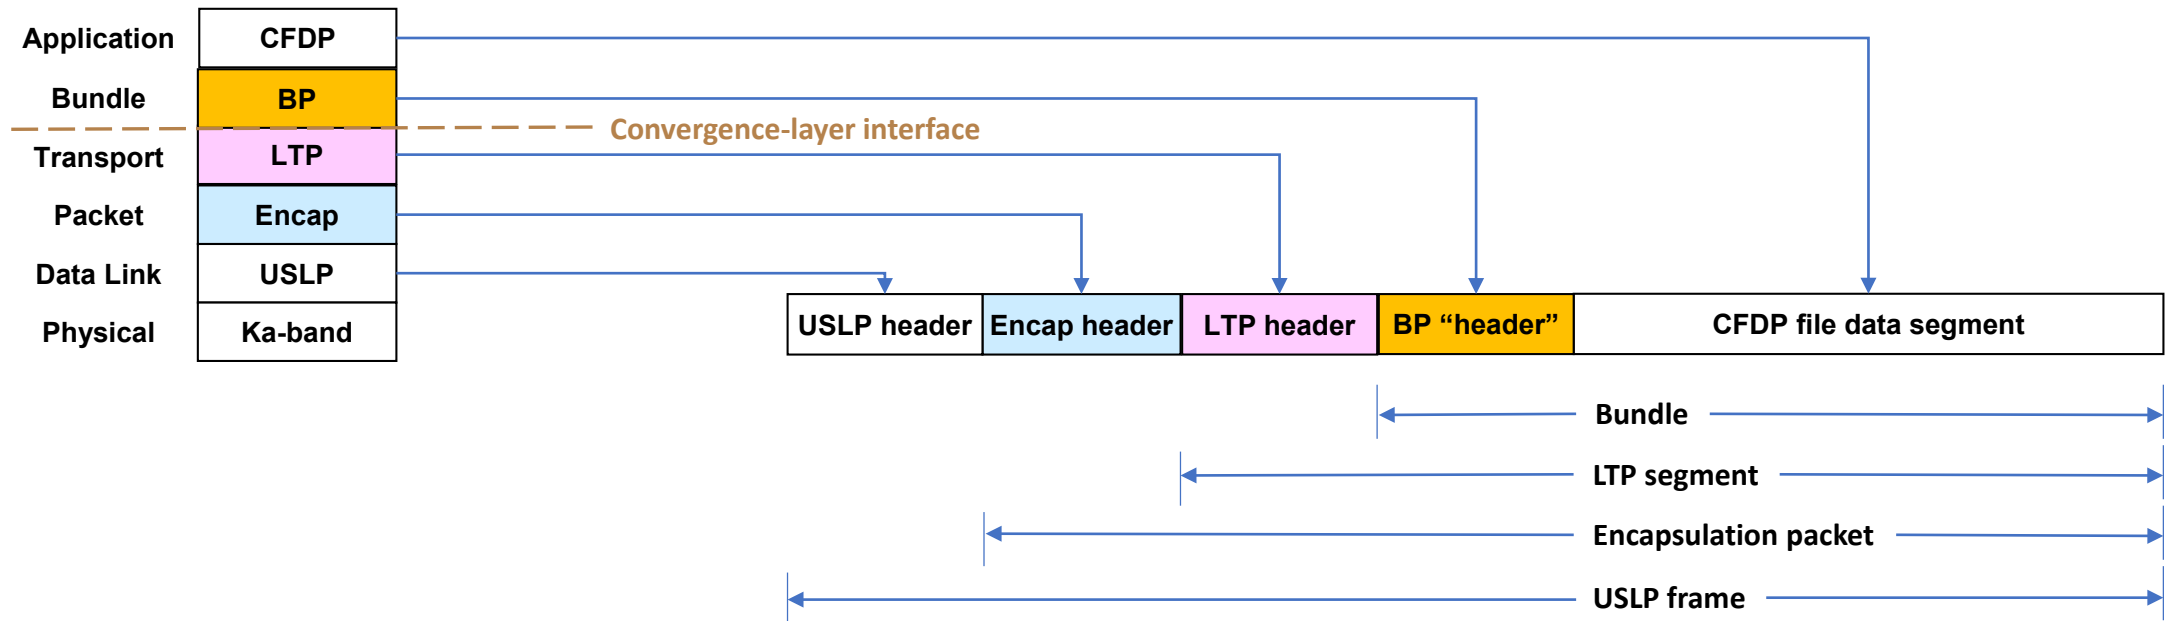 Application CFDP
Bundle BP
Convergence-layer interface
Transport LTP
Packet Encap
Data Link USLP
Physical Ka-band
USLP header Encap header LTP header BP “header” CFDP file data segment
Bundle
LTP segment
Encapsulation packet
USLP frame